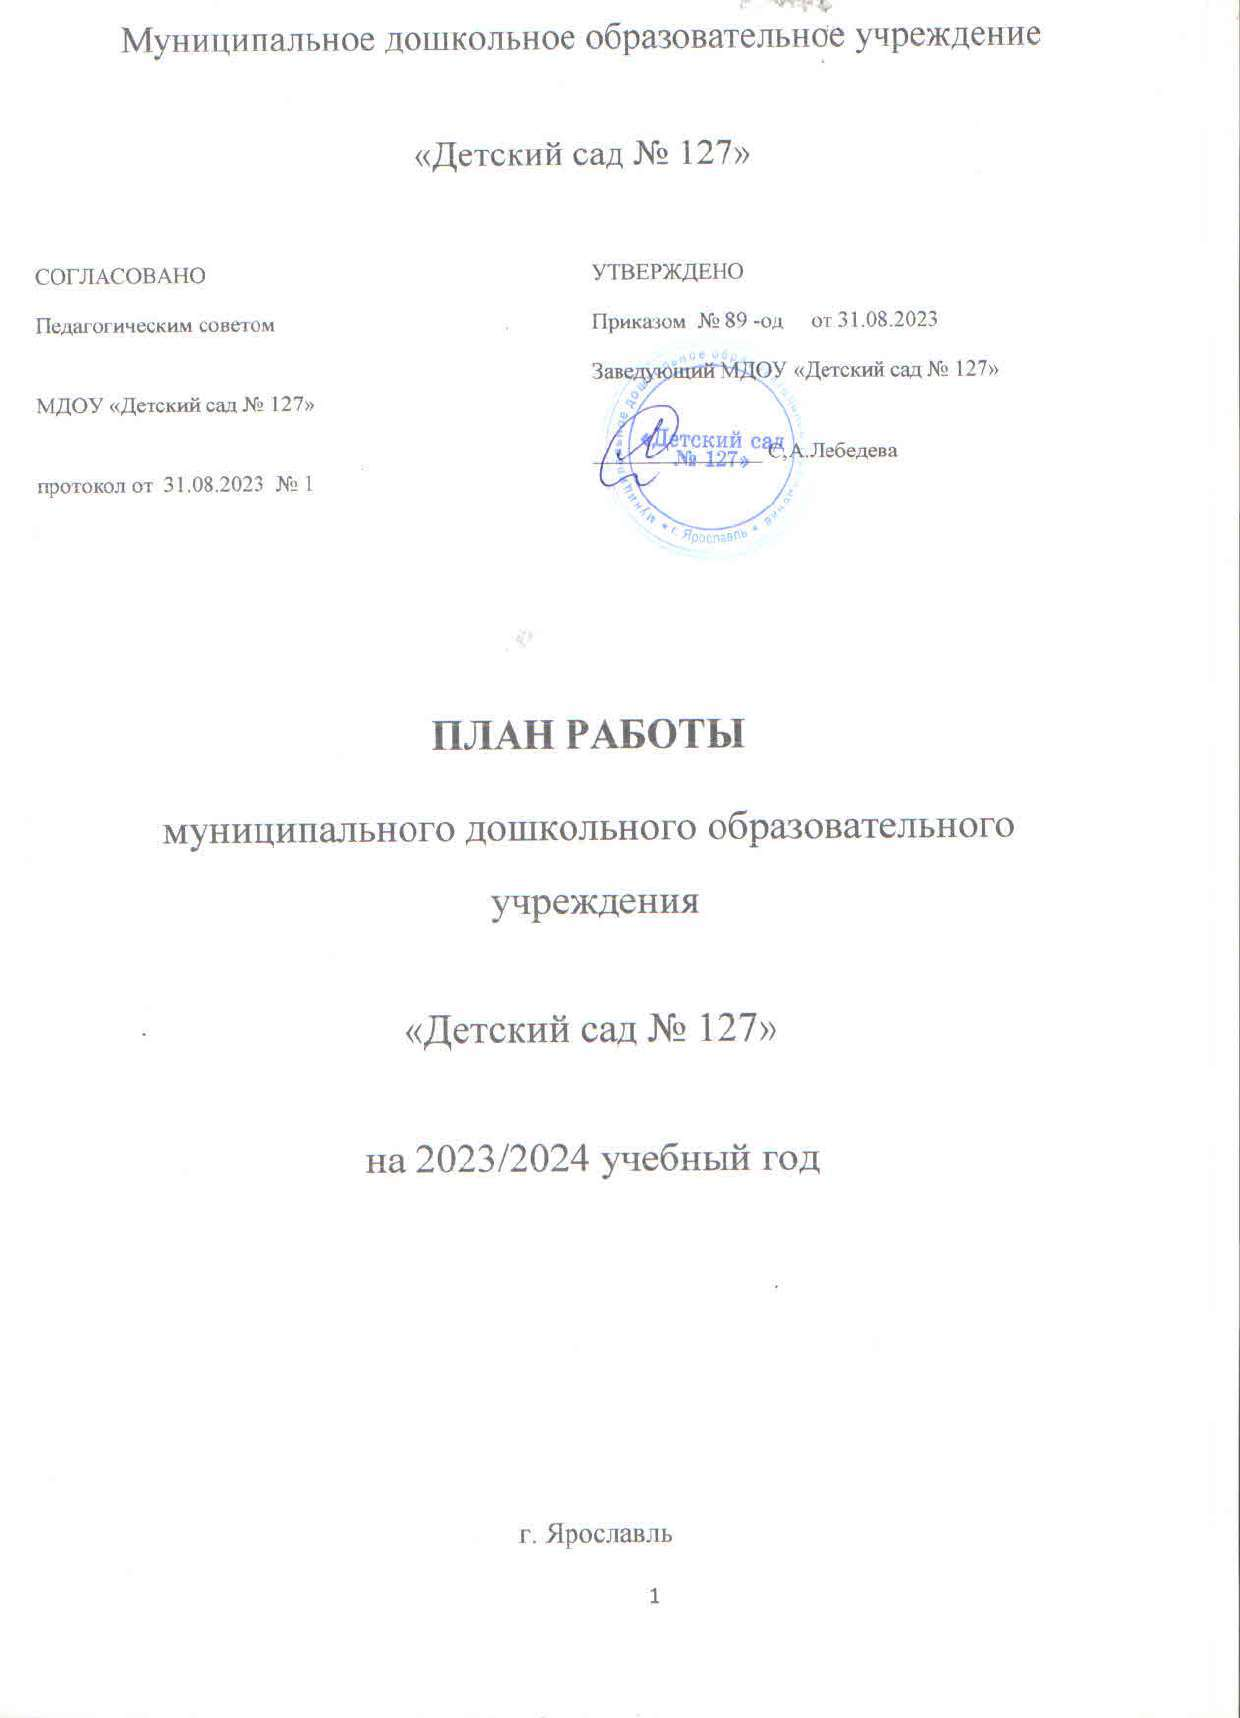 Муниципальное дошкольное образовательное учреждение
«Детский сад № 127»
СОГЛАСОВАНО
Педагогическим советом
МДОУ «Детский сад № 127»
протокол от 31.08.2023 № 1
УТВЕРЖДЕНО
Приказом № 89 -од от 31.08.2023
Заведующий МДОУ «Детский сад № 127»
С.А.Лебедева
«Детский сад
№ 127»
г. Ярославль
ПЛАН РАБОТЫ
муниципального дошкольного образовательного
учреждения
«Детский сад № 127»
на 2023/2024 учебный год
г. Ярославль
1